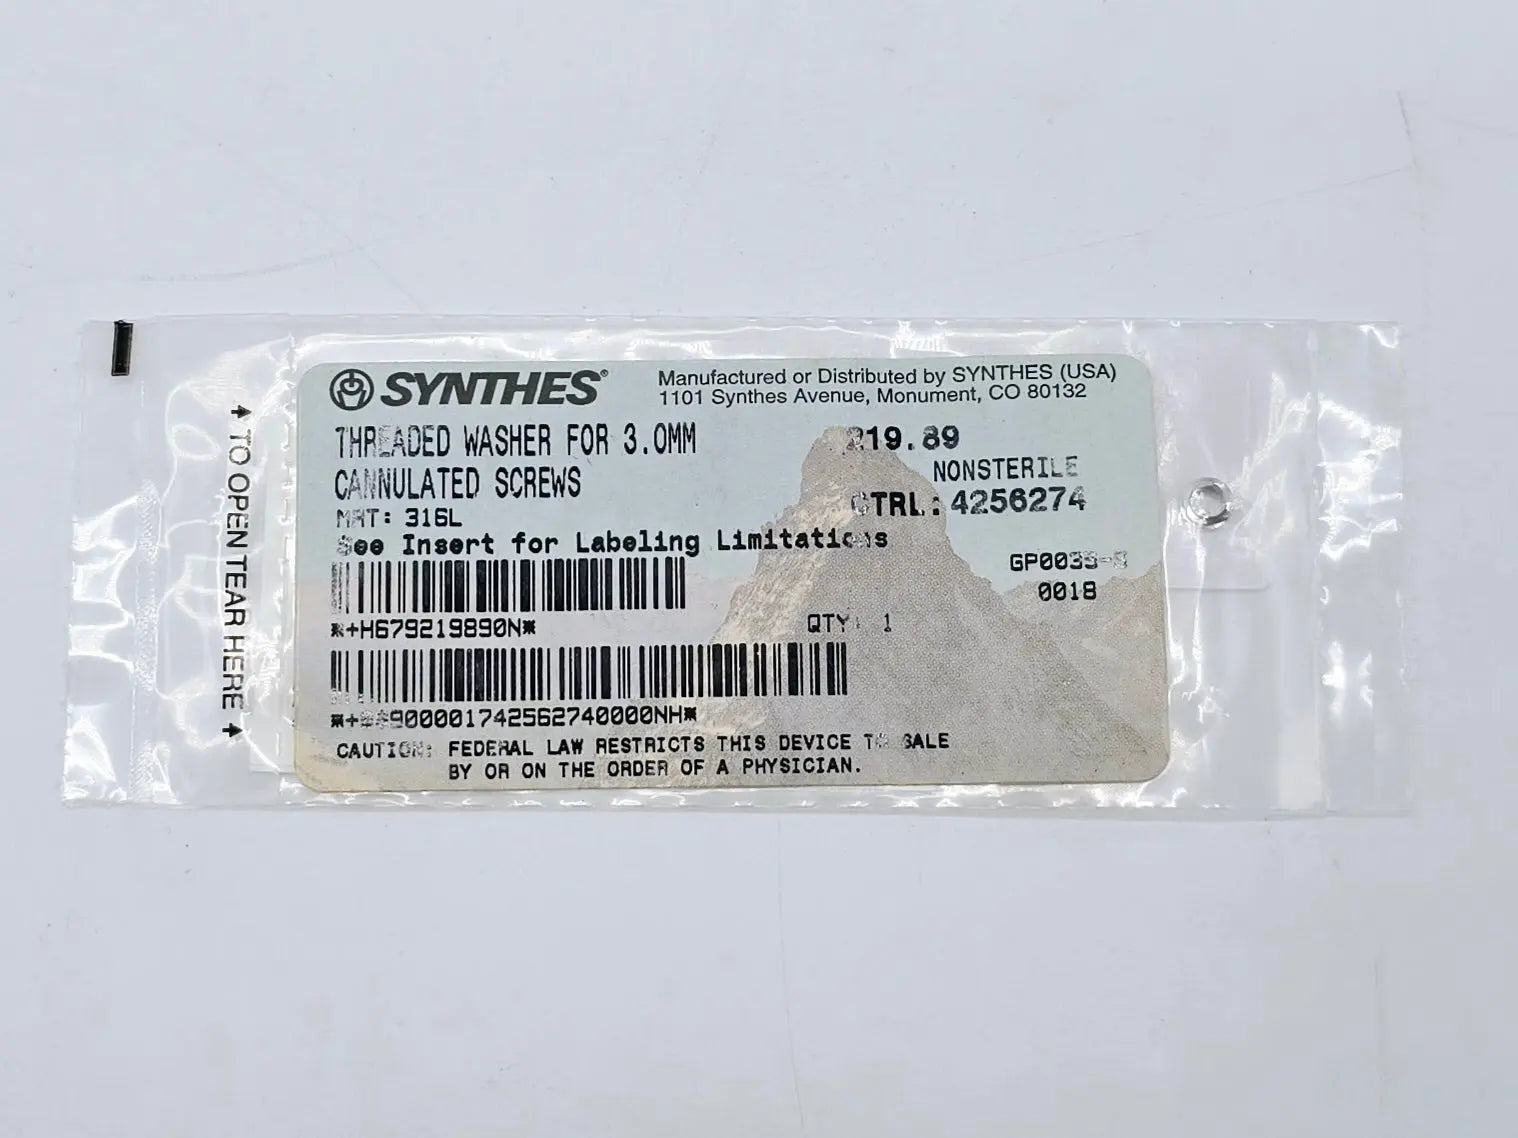 SYNTHES®
Manufactured or Distributed by SYNTHES (USA)
1101 Synthes Avenue, Monument, CO 80132
THREADED WASHER FOR 3.0MM
CANNULATED SCREWS
219.89
NONSTERILE
CTRL: 4256274
MAT: 316L
See Insert for Labeling Limitations
0018
*+H679219890N*
QTY: 1
CAUTION: FEDERAL LAW RESTRICTS THIS DEVICE TO SALE
BY OR ON THE ORDER OF A PHYSICIAN.
TO OPEN TEAR HERE